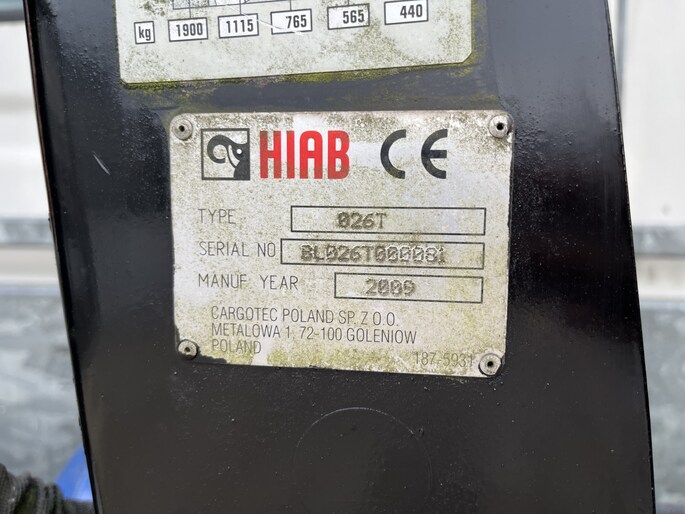 kg 1900 1115 765 565 440
HIAB CE
TYPE 026T
SERIAL NO BL026T000081
MANUF YEAR 2009
CARGOTEC POLAND SP. Z O.O.
METALOWA 1, 72-100 GOLENIOW
POLAND 187-5931